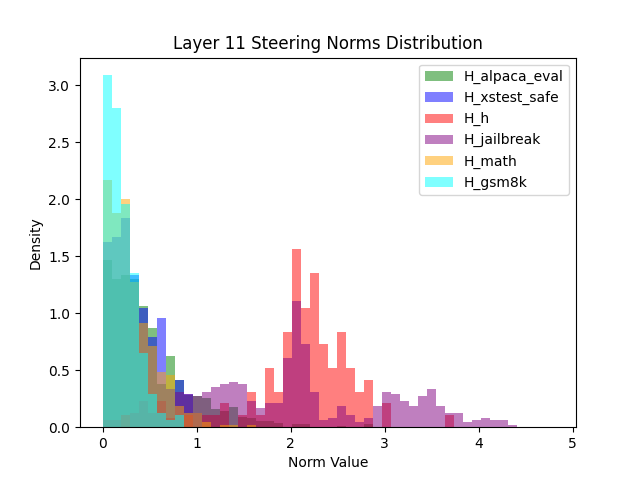 Layer 11 Steering Norms Distribution
H_alpaca_eval
H_xstest_safe
H_h
H_jailbreak
H_math
H_gsm8k
Density
3.0
2.5
2.0
1.5
1.0
0.5
0.0
0 1 2 3 4 5
Norm Value